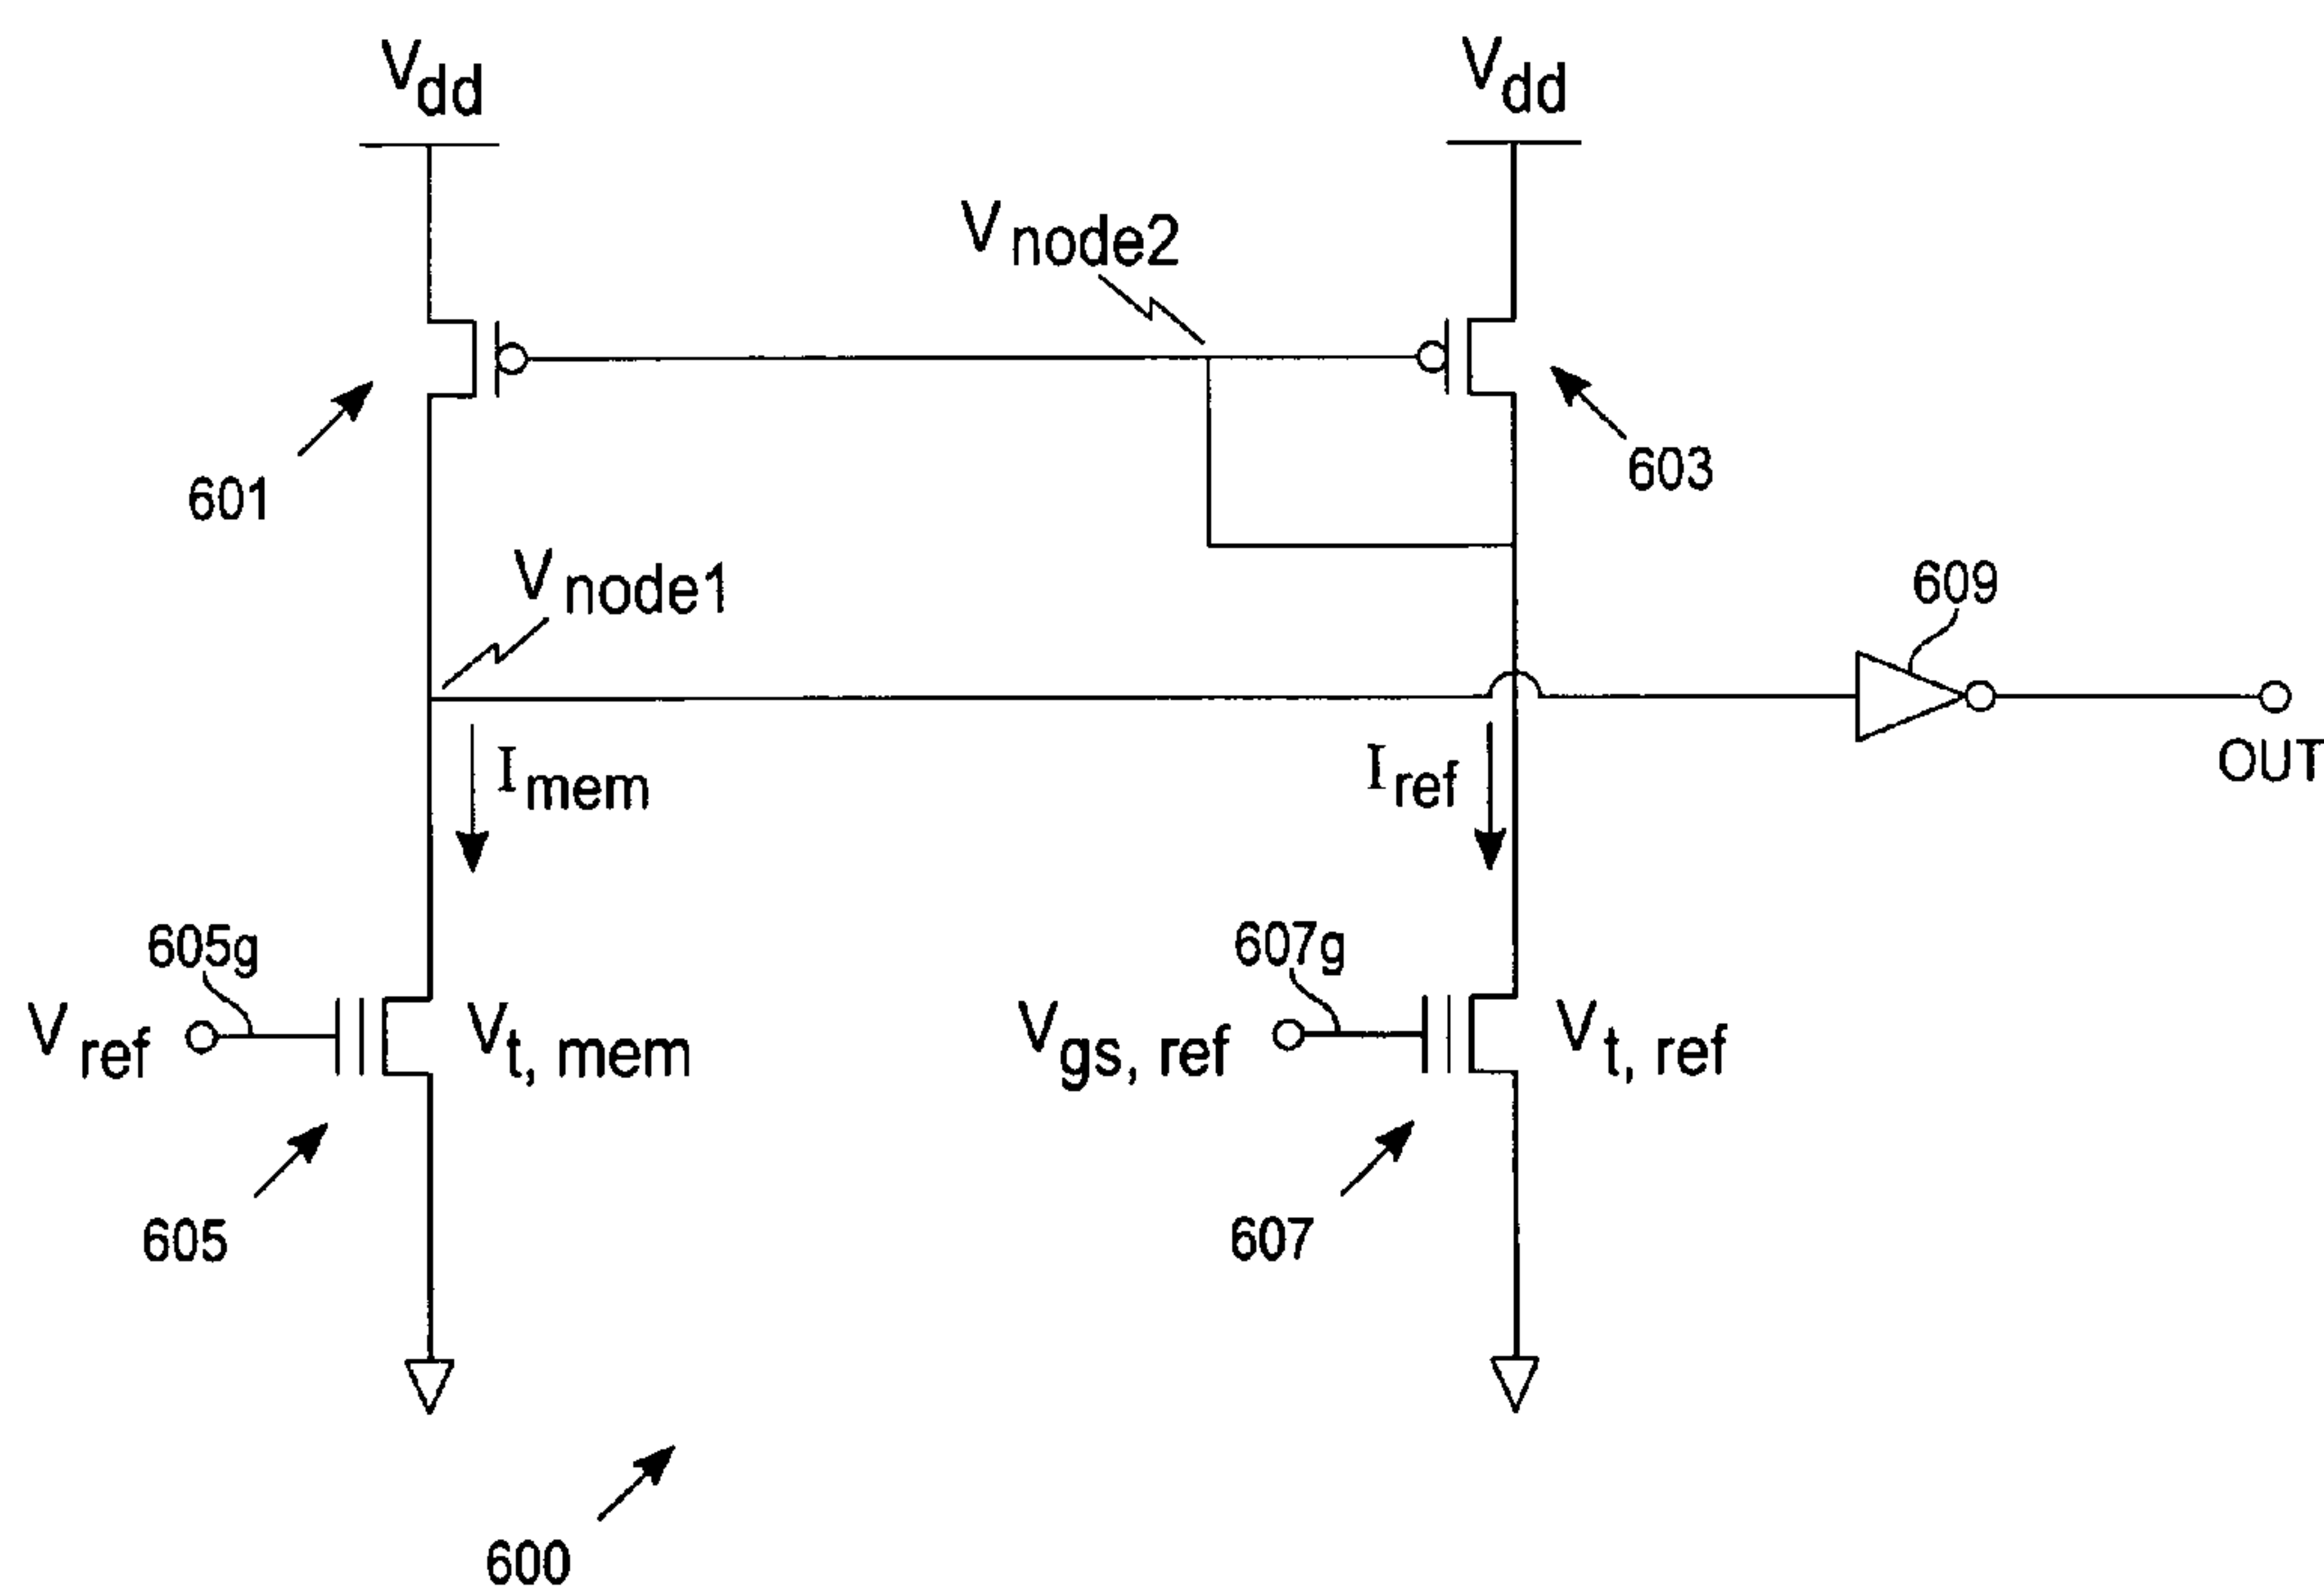 Vdd
Vdd
Vnode2
601
603
Vnode1
609
Imem
Iref
OUT
605g
607g
Vref
Vt, mem
Vgs, ref
Vt, ref
605
607
600